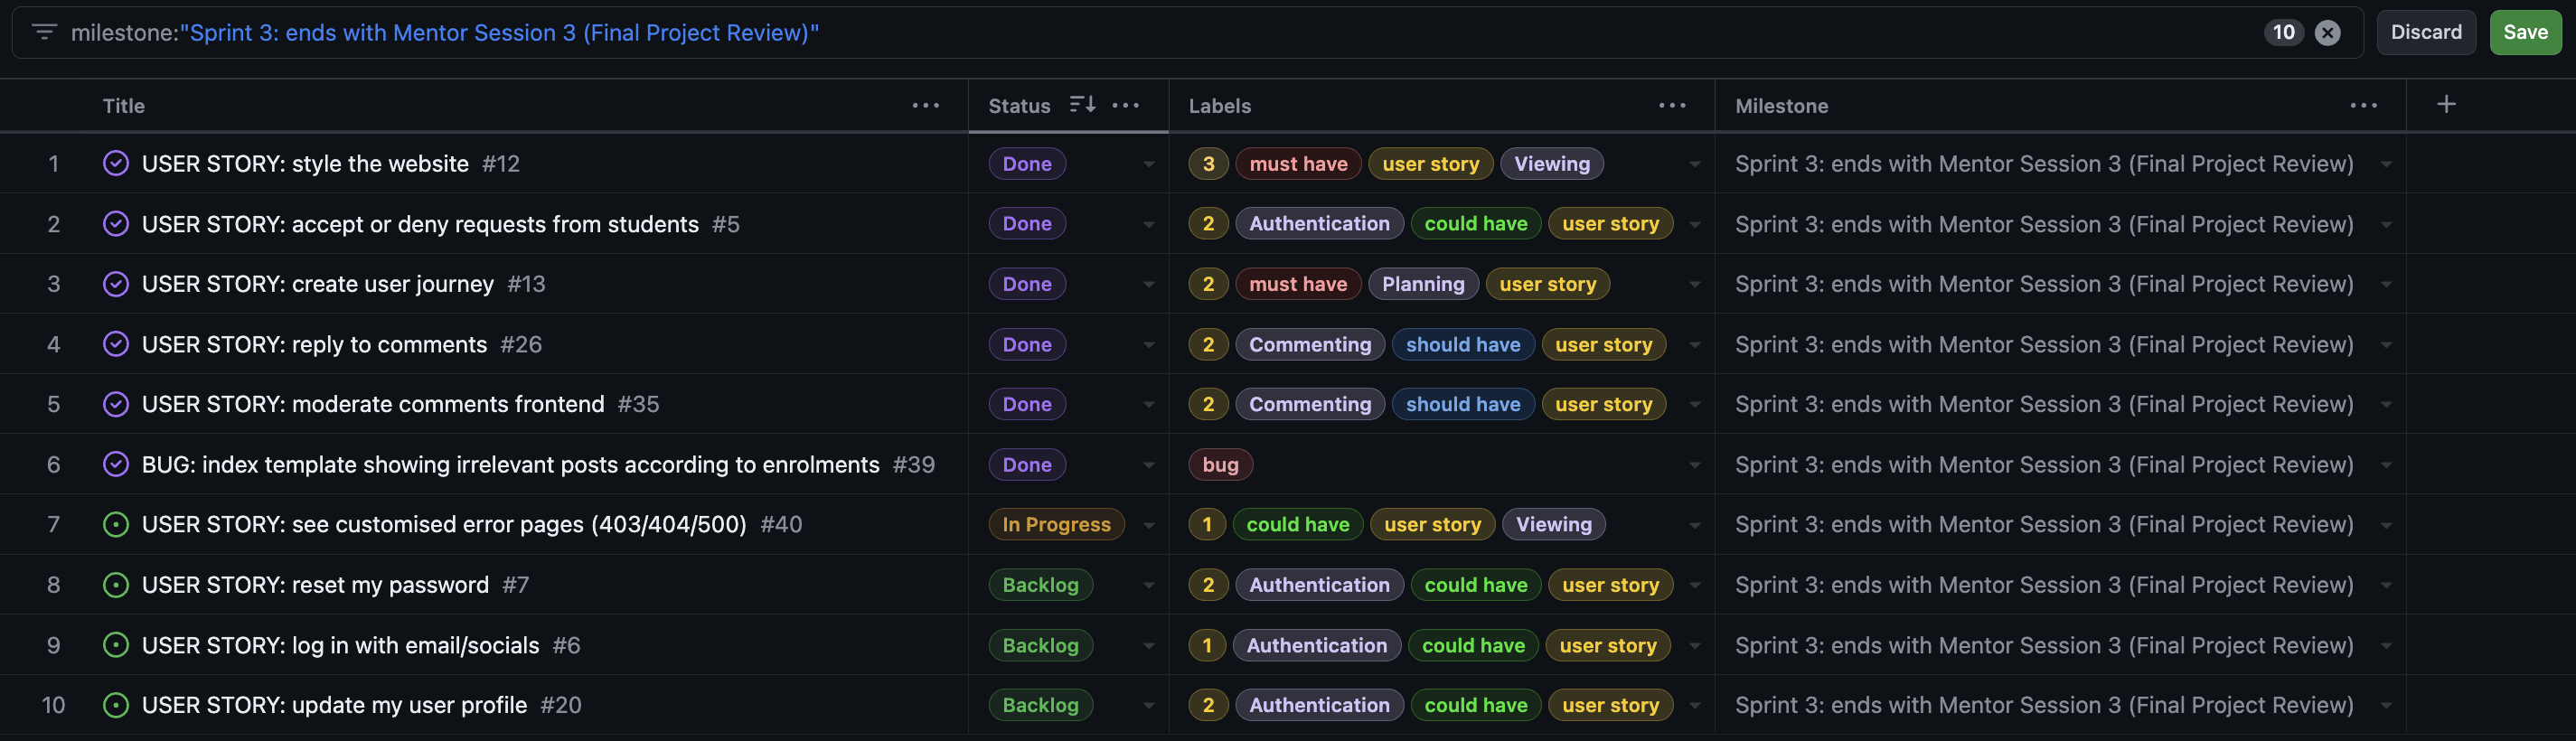 milestone:"Sprint 3: ends with Mentor Session 3 (Final Project Review)" 10 Discard Save
Title Status Labels Milestone
1 USER STORY: style the website #12 Done 3 must have user story Viewing Sprint 3: ends with Mentor Session 3 (Final Project Review)
2 USER STORY: accept or deny requests from students #5 Done 2 Authentication could have user story Sprint 3: ends with Mentor Session 3 (Final Project Review)
3 USER STORY: create user journey #13 Done 2 must have Planning user story Sprint 3: ends with Mentor Session 3 (Final Project Review)
4 USER STORY: reply to comments #26 Done 2 Commenting should have user story Sprint 3: ends with Mentor Session 3 (Final Project Review)
5 USER STORY: moderate comments frontend #35 Done 2 Commenting should have user story Sprint 3: ends with Mentor Session 3 (Final Project Review)
6 BUG: index template showing irrelevant posts according to enrolments #39 Done bug Sprint 3: ends with Mentor Session 3 (Final Project Review)
7 USER STORY: see customised error pages (403/404/500) #40 In Progress 1 could have user story Viewing Sprint 3: ends with Mentor Session 3 (Final Project Review)
8 USER STORY: reset my password #7 Backlog 2 Authentication could have user story Sprint 3: ends with Mentor Session 3 (Final Project Review)
9 USER STORY: log in with email/socials #6 Backlog 1 Authentication could have user story Sprint 3: ends with Mentor Session 3 (Final Project Review)
10 USER STORY: update my user profile #20 Backlog 2 Authentication could have user story Sprint 3: ends with Mentor Session 3 (Final Project Review)